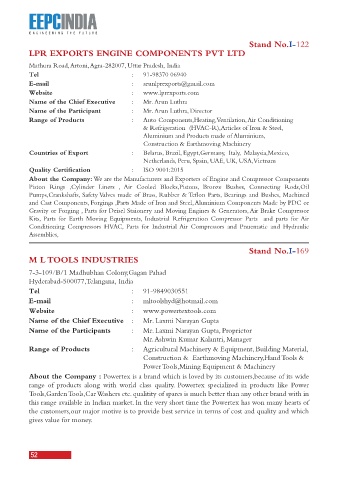 EEPCINDIA
ENGINEERING THE FUTURE
Stand No.I-122
LPR EXPORTS ENGINE COMPONENTS PVT LTD
Mathura Road, Artoni, Agra-282007, Uttar Pradesh, India
Tel : 91-98370 06940
E-mail : arunlprexports@gmail.com
Website : www.lprexports.com
Name of the Chief Executive : Mr. Arun Luthra
Name of the Participant : Mr. Arun Luthra, Director
Range of Products : Auto Components,Heating,Ventilation, Air Conditioning
& Refrigeration (HVAC-R),Articles of Iron & Steel,
Aluminium and Products made of Aluminium,
Construction & Earthmoving Machinery
Countries of Export : Belarus, Brazil, Egypt,Germany, Italy, Malaysia,Mexico,
Netherlands, Peru, Spain, UAE, UK, USA,Vietnam
Quality Certification : ISO 9001:2015
About the Company: We are the Manufacturers and Exporters of Engine and Compressor Components
Piston Rings ,Cylinder Liners , Air Cooled Blocks,Pistons, Bronze Bushes, Connecting Rods,Oil
Pumps,Crankshafts, Safety Valves made of Brass, Rubber & Teflon Parts, Bearings and Bushes, Machined
and Cast Components, Forgings ,Parts Made of Iron and Steel, Aluminium Components Made by PDC or
Gravity or Forging , Parts for Deisel Stationary and Moving Engines & Generators, Air Brake Compressor
Kits, Parts for Earth Moving Equipments, Industrial Refrigeration Compressor Parts and parts for Air
Conditioning Compressors HVAC, Parts for Industrial Air Compressors and Pneumatic and Hydraulic
Assemblies,
Stand No.I-169
M L TOOLS INDUSTRIES
7-3-109/B/1 Madhubhan Colony,Gagan Pahad
Hyderabad-500077,Telangana, India
Tel : 91-9849030551
E-mail : mltoolshyd@hotmail.com
Website : www.powertextools.com
Name of the Chief Executive : Mr. Laxmi Narayan Gupta
Name of the Participants : Mr. Laxmi Narayan Gupta, Proprietor
Mr. Ashwin Kumar Kalantri, Manager
Range of Products : Agricultural Machinery & Equipment, Building Material,
Construction & Earthmoving Machinery,Hand Tools &
Power Tools,Mining Equipment & Machinery
About the Company : Powertex is a brand which is loved by its customers,because of its wide
range of products along with world class quality. Powertex specialized in products like Power
Tools,Garden Tools,Car Washers etc. qualitity of spares is much better than any other brand with in
this range availible in Indian market. In the very short time the Powertex has won many hearts of
the customers,our major motive is to provide best service in terms of cost and quality and which
gives value for money.
52